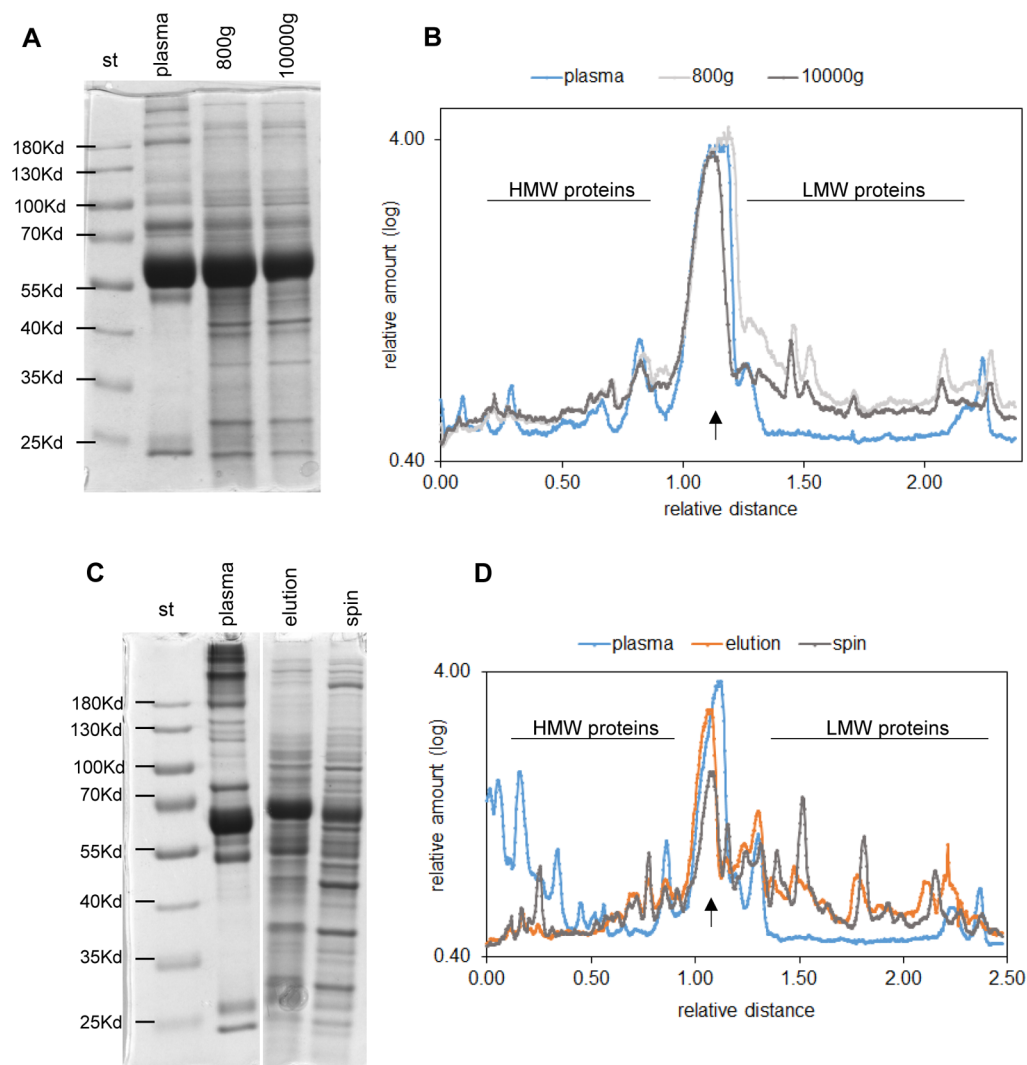 A
st
plasma
800g
10000g
180Kd
130Kd
100Kd
70Kd
55Kd
40Kd
35Kd
25Kd
B
plasma 800g 10000g
4.00
HMW proteins LMW proteins
relative amount (log)
0.40
0.00 0.50 1.00 1.50 2.00
relative distance
C
st
plasma
elution
spin
180Kd
130Kd
100Kd
70Kd
55Kd
40Kd
35Kd
25Kd
D
plasma elution spin
4.00
HMW proteins LMW proteins
relative amount (log)
0.40
0.00 0.50 1.00 1.50 2.00 2.50
relative distance